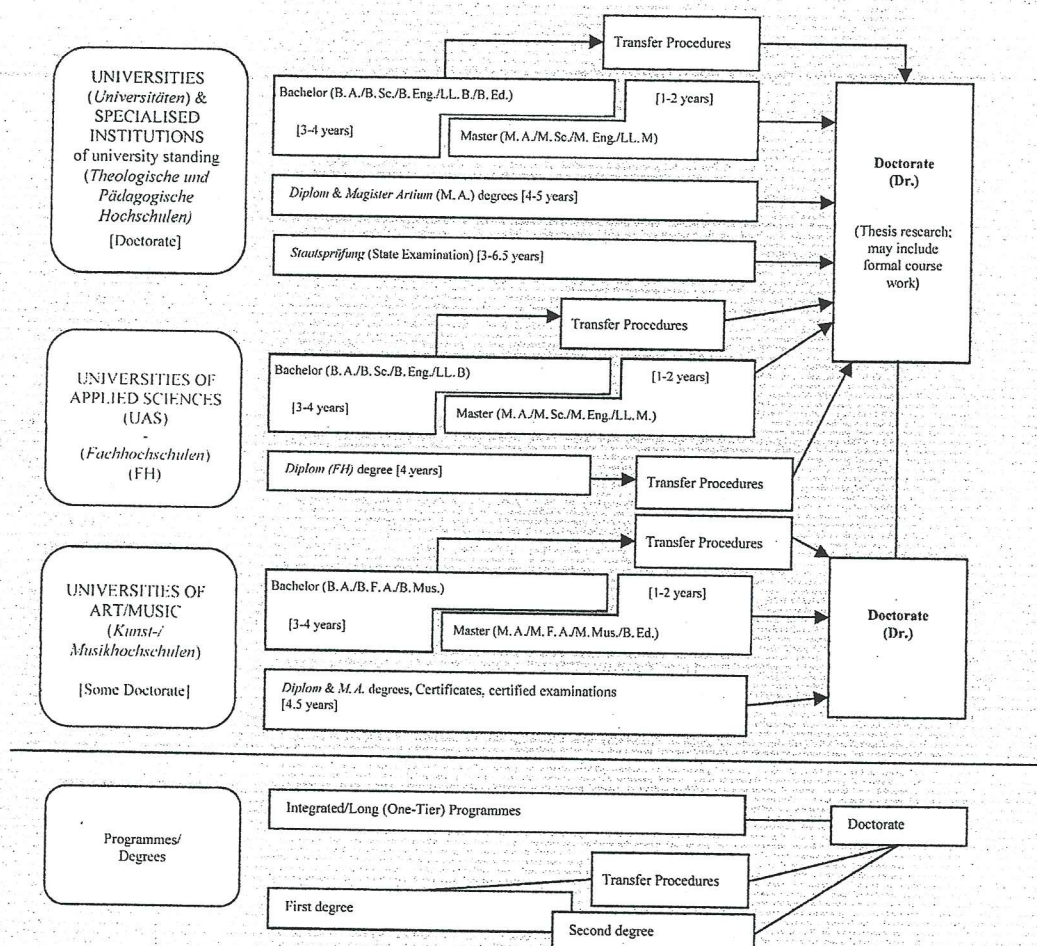 Transfer Procedures
UNIVERSITIES
(Universitäten) &
SPECIALISED
INSTITUTIONS
of university standing
(Theologische und
Pädagogische
Hochschulen)
[Doctorate]
Bachelor (B. A./B. Sc./B. Eng./LL. B./B. Ed.)
[3-4 years]
[1-2 years]
Master (M. A./M. Sc./M. Eng./LL. M)
Diplom & Magister Artium (M. A.) degrees [4-5 years]
Staatsprüfung (State Examination) [3-6.5 years]
Doctorate
(Dr.)
(Thesis research;
may include
formal course
work)
Transfer Procedures
UNIVERSITIES OF
APPLIED SCIENCES
(UAS)
-
(Fachhochschulen)
(FH)
Bachelor (B. A./B. Sc./B. Eng./LL. B)
[3-4 years]
[1-2 years]
Master (M. A./M. Sc./M. Eng./LL. M.)
Diplom (FH) degree [4 years]
Transfer Procedures
Transfer Procedures
UNIVERSITIES OF
ART/MUSIC
(Kunst-/
Musikhochschulen)
[Some Doctorate]
Bachelor (B. A./B. F. A./B. Mus.)
[3-4 years]
[1-2 years]
Master (M. A./M. F. A./M. Mus./B. Ed.)
Diplom & M. A. degrees, Certificates, certified examinations
[4.5 years]
Doctorate
(Dr.)
Programmes/
Degrees
Integrated/Long (One-Tier) Programmes
Doctorate
Transfer Procedures
First degree
Second degree